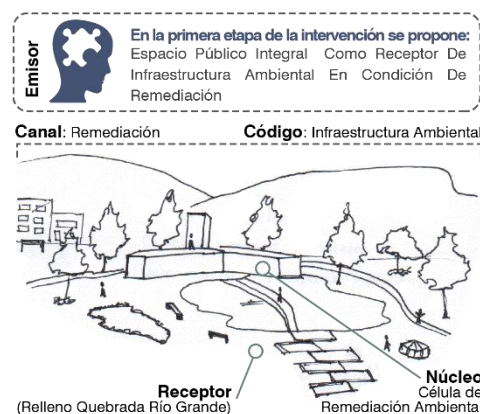 Emisor
En la primera etapa de la intervención se propone:
Espacio Público Integral Como Receptor De
Infraestructura Ambiental En Condición De
Remediación
Canal: Remediación
Código: Infraestructura Ambiental
Receptor
(Relleno Quebrada Río Grande)
Núcleo
Célula de
Remediación Ambiental